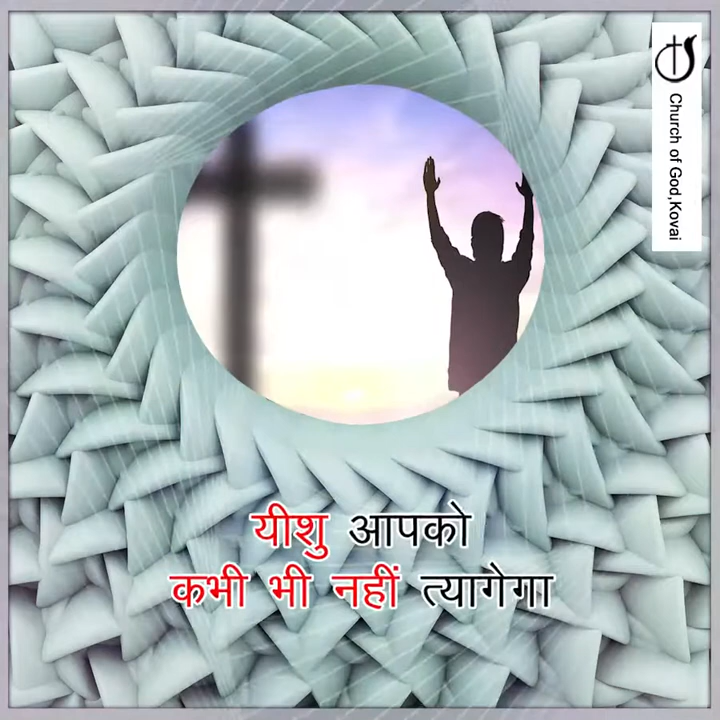 Church of God,Kovai
यीशु आपको
कभी भी नहीं त्यागेगा